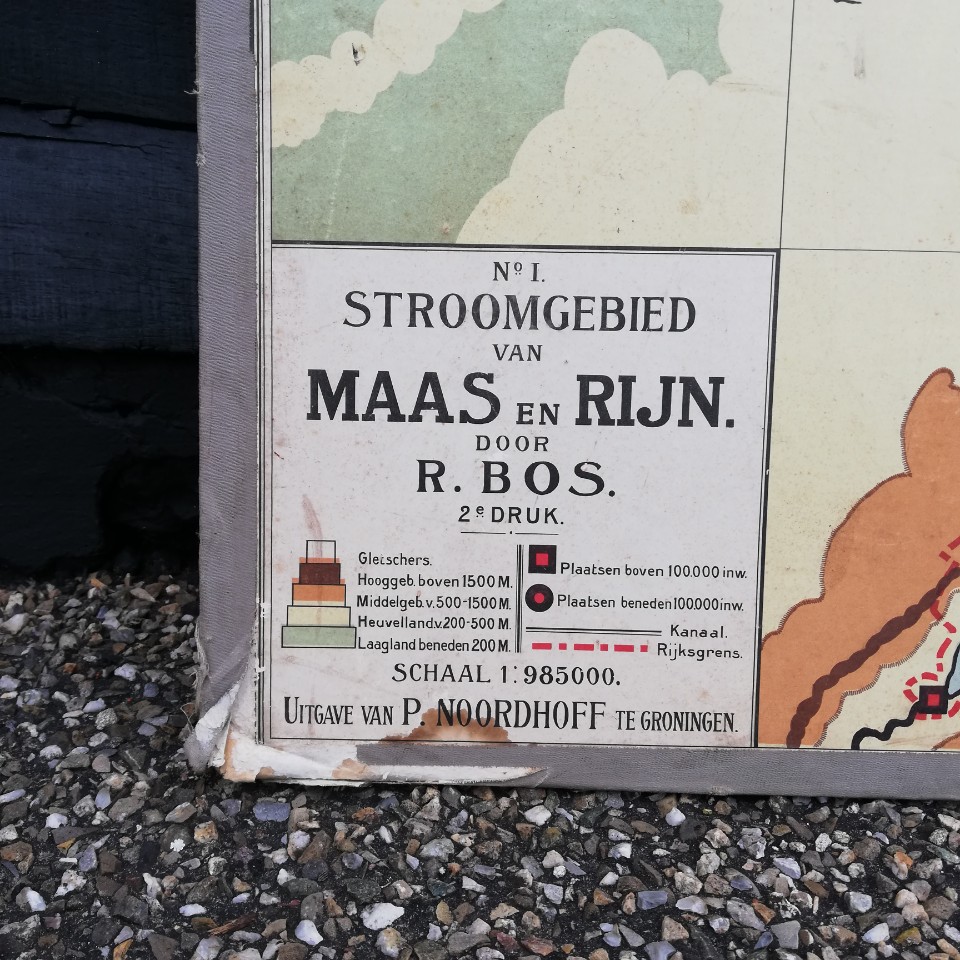 Nº I.
STROOMGEBIED
VAN
MAAS EN RIJN.
DOOR
R. BOS.
2e DRUK.
Gletschers.
Hooggeb. boven 1500 M.
Middelgeb.v. 500-1500 M.
Heuvelland.v.200-500 M.
Laagland beneden 200 M.
Plaatsen boven 100.000 inw.
Plaatsen beneden 100.000 inw.
Kanaal.
Rijksgrens.
SCHAAL 1:985000.
UITGAVE VAN P. NOORDHOFF TE GRONINGEN.